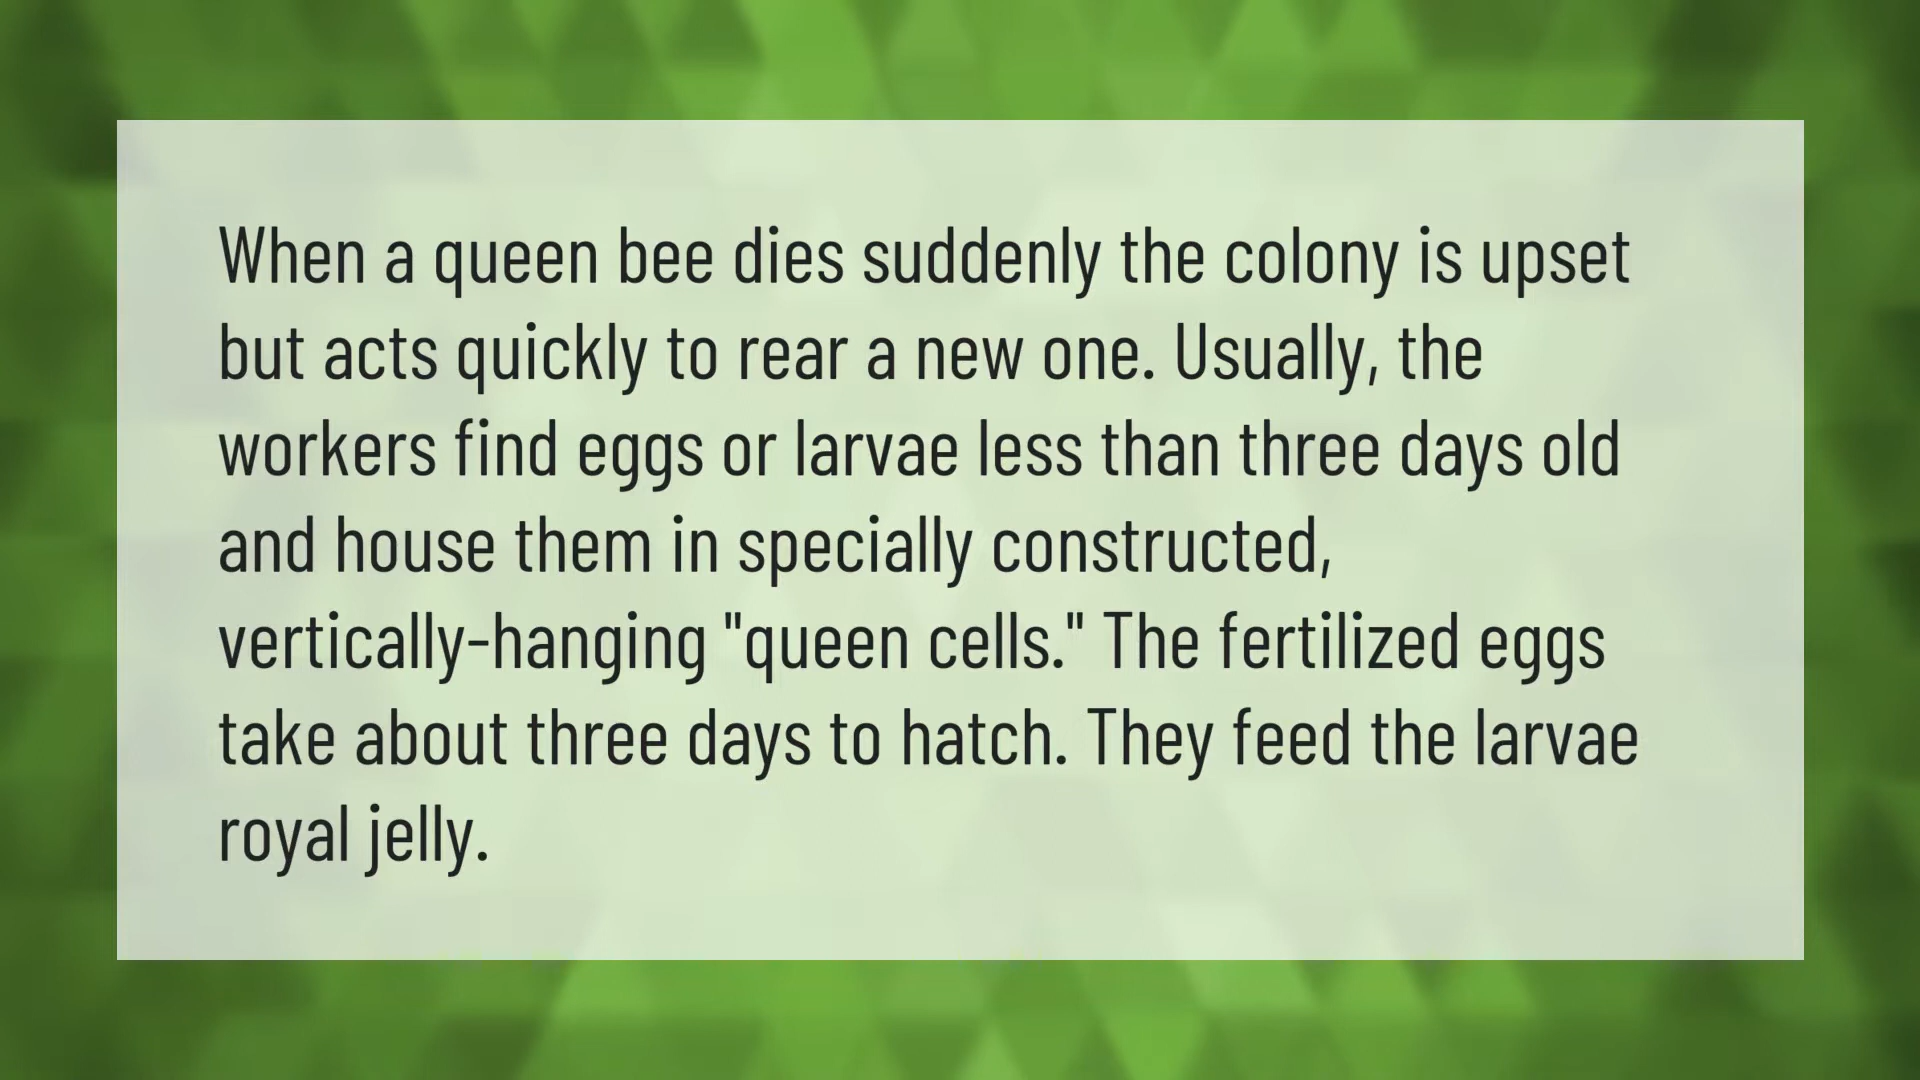 When a queen bee dies suddenly the colony is upset
but acts quickly to rear a new one. Usually, the
workers find eggs or larvae less than three days old
and house them in specially constructed,
vertically-hanging "queen cells." The fertilized eggs
take about three days to hatch. They feed the larvae
royal jelly.